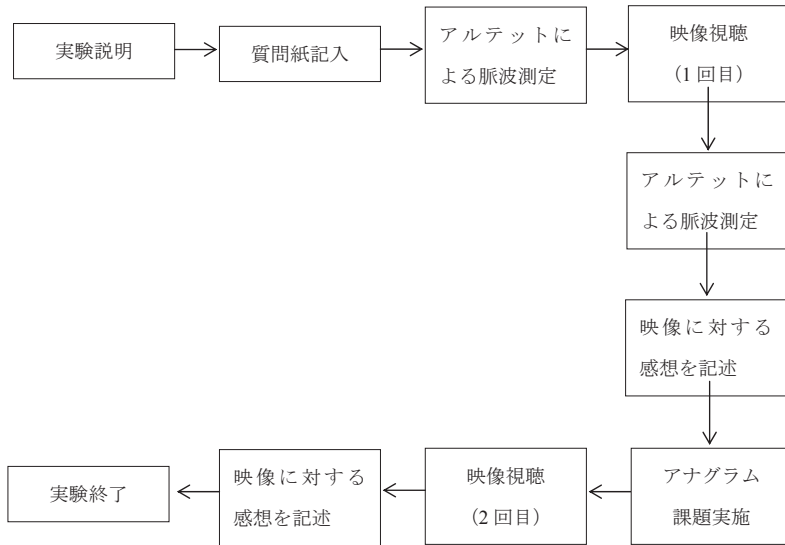 実験説明
質問紙記入
アルテットに
よる脈波測定
映像視聴
（1 回目）
アルテットに
よる脈波測定
映像に対する
感想を記述
アナグラム
課題実施
映像視聴
（2 回目）
映像に対する
感想を記述
実験終了